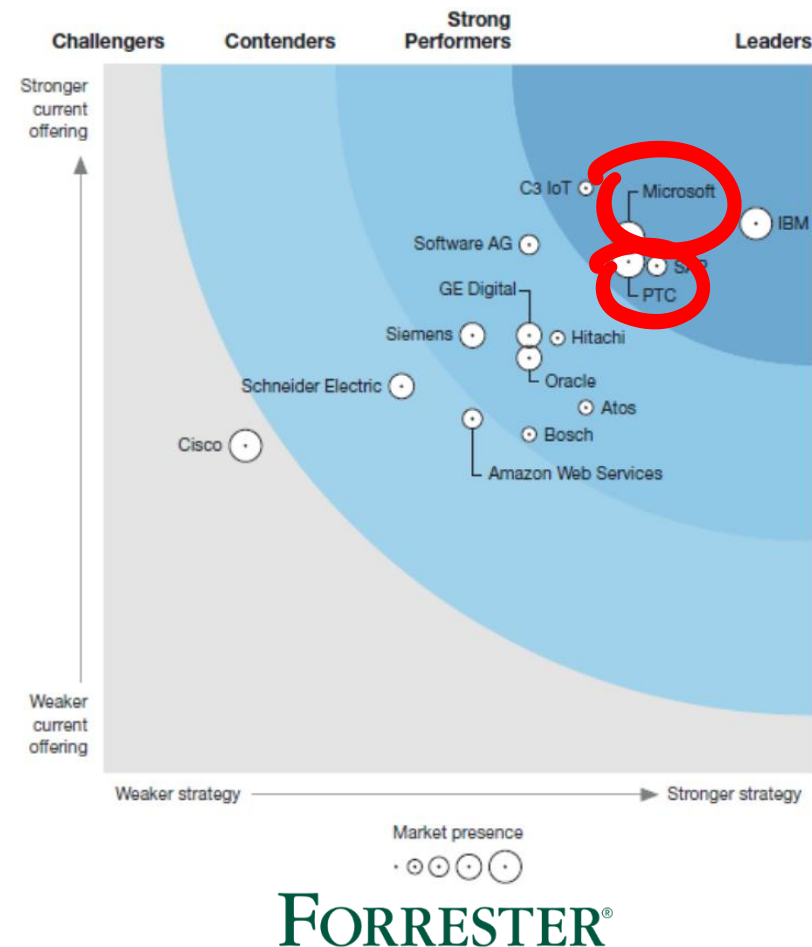 Challengers
Contenders
Strong
Performers
Leaders
Stronger
current
offering
C3 IoT
Microsoft
IBM
Software AG
SAP
GE Digital
PTC
Siemens
Hitachi
Oracle
Schneider Electric
Atos
Bosch
Cisco
Amazon Web Services
Weaker
current
offering
Weaker strategy
Stronger strategy
Market presence
FORRESTER®